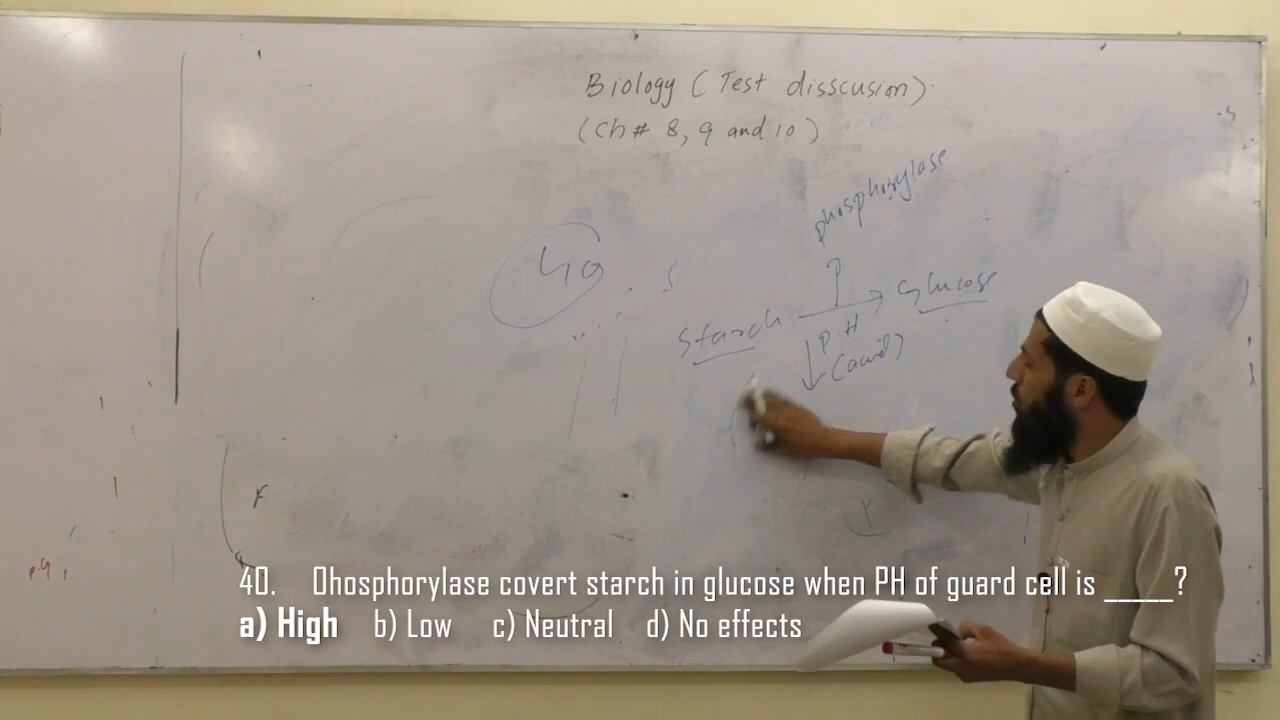 Biology (Test disscusion)
(Ch# 8, 9 and 10)
phosphorylase
40
Starch → Glucose
P.H
(acid)
F
40. Ohosphorylase covert starch in glucose when PH of guard cell is _____?
a) High b) Low c) Neutral d) No effects